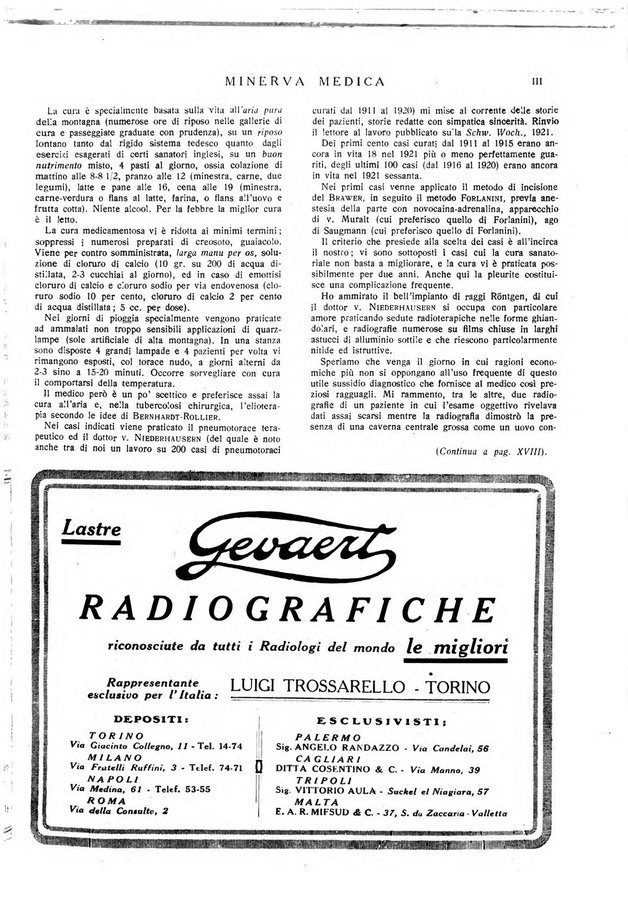 MINERVA MEDICA
III
La cura è specialmente basata sulla vita all'aria pura
della montagna (numerose ore di riposo nelle gallerie di
cura e passeggiate graduate con prudenza), su un riposo
lontano tanto dal rigido sistema tedesco quanto dagli
esercizi esagerati di certi sanatori inglesi, su un buon
nutrimento misto, 4 pasti al giorno, ossia colazione di
mattino alle 8-8 1/2, pranzo alle 12 (minestra, carne, due
legumi), latte e pane alle 16, cena alle 19 (minestra,
carne-verdura o flans al latte, farina, o flans all'uovo e
frutta cotta). Niente alcool. Per la febbre la miglior cura
è il letto.
La cura medicamentosa vi è ridotta ai minimi termini;
soppressi i numerosi preparati di creosoto, guaiacolo.
Viene per contro somministrata, larga manu per os, solu-
zione di cloruro di calcio (10 gr. su 200 di acqua di-
stillata, 2-3 cucchiai al giorno), ed in caso di emottisi
cloruro di calcio e cloruro sodio per via endovenosa (clo-
ruro sodio 10 per cento, cloruro di calcio 2 per cento
di acqua distillata; 5 cc. per dose).
Nei giorni di pioggia specialmente vengono praticate
ad ammalati non troppo sensibili applicazioni di quarz-
lampe (sole artificiale di alta montagna). In una stanza
sono disposte 4 grandi lampade e 4 pazienti per volta vi
rimangono esposti, col torace nudo, a giorni alterni da
2-3 sino a 15-20 minuti. Occorre sorvegliare con cura
il comportarsi della temperatura.
Il medico però è un po' scettico e preferisce assai la
cura all'aria e, nella tubercolosi chirurgica, l'eliotera-
pia secondo le idee di BERNHARDT-ROLLIER.
Nei casi indicati viene praticato il pneumotorace tera-
peutico ed il dottor v. NIEDERHAUSERN (del quale è noto
anche tra di noi un lavoro su 200 casi di pneumotoraci
curati dal 1911 al 1920) mi mise al corrente delle storie
dei pazienti, storie redatte con simpatica sincerità. Rinvio
il lettore al lavoro pubblicato sulla Schw. Woch., 1921.
Dei primi cento casi curati dal 1911 al 1915 erano an-
cora in vita 18 nel 1921 più o meno perfettamente gua-
riti, degli ultimi 100 casi (dal 1916 al 1920) erano ancora
in vita nel 1921 sessanta.
Nei primi casi venne applicato il metodo di incisione
del BRAWER, in seguito il metodo FORLANINI, previa ane-
stesia della parte con novocaina-adrenalina, apparecchio
di v. Muralt (cui preferisco quello di Forlanini), ago
di Saugmann (cui preferisco quello di Forlanini).
Il criterio che presiede alla scelta dei casi è all'incirca
il nostro; vi sono sottoposti i casi cui la cura sanato-
riale non basta a migliorare, e la cura vi è praticata pos-
sibilmente per due anni. Anche qui la pleurite costitui-
sce una complicazione frequente.
Ho ammirato il bell'impianto di raggi Röntgen, di cui
il dottor v. NIEDERHAUSERN si occupa con particolare
amore praticando sedute radioterapiche nelle forme ghian-
dolari, e radiografie numerose su films chiuse in larghi
astucci di alluminio sottile e che riescono particolarmente
nitide ed istruttive.
Speriamo che venga il giorno in cui ragioni econo-
miche più non si oppongano all'uso frequente di questo
utile sussidio diagnostico che fornisce al medico così pre-
ziosi ragguagli. Mi rammento, tra le altre, due radio-
grafie di un paziente in cui l'esame oggettivo rivelava
dati assai scarsi mentre la radiografia dimostrò la pre-
senza di una caverna centrale grossa come un uovo con-
(Continua a pag. XVIII).
Lastre
Gevaert
RADIOGRAFICHE
riconosciute da tutti i Radiologi del mondo le migliori
Rappresentante
esclusivo per l'Italia : LUIGI TROSSARELLO - TORINO
DEPOSITI:
TORINO
Via Giacinto Collegno, 11 - Tel. 14-74
MILANO
Via Fratelli Ruffini, 3 - Telef. 74-71
NAPOLI
Via Medina, 61 - Telef. 53-55
ROMA
Via della Consulta, 2
ESCLUSIVISTI:
PALERMO
Sig. ANGELO RANDAZZO - Via Candelai, 56
CAGLIARI
DITTA COSENTINO & C. - Via Manno, 39
TRIPOLI
Sig. VITTORIO AULA - Suckel el Niagiara, 57
MALTA
E. A. R. MIFSUD & C. - 37, S. du Zaccaria - Valletta